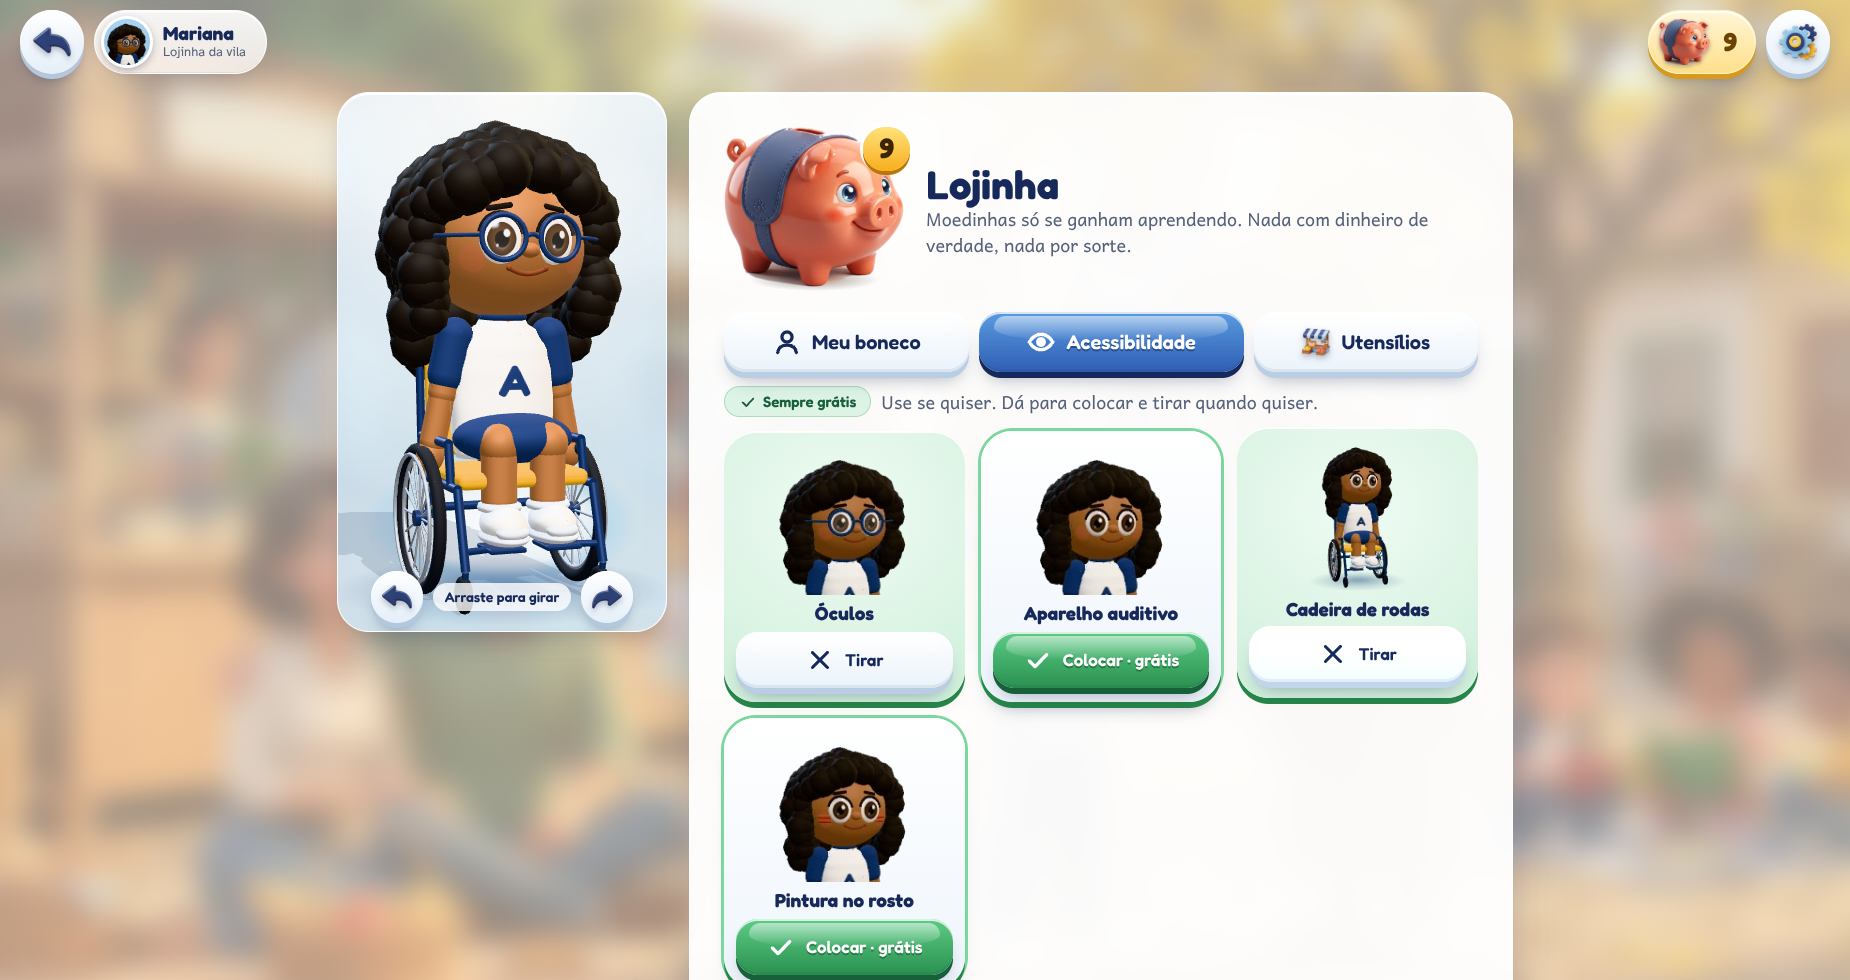 Mariana
Lojinha da vila
9
9
Lojinha
Moedinhas só se ganham aprendendo. Nada com dinheiro de
verdade, nada por sorte.
Meu boneco
Acessibilidade
Utensílios
Sempre grátis
Use se quiser. Dá para colocar e tirar quando quiser.
A
Arraste para girar
A
Óculos
Tirar
A
Aparelho auditivo
Colocar · grátis
A
Cadeira de rodas
Tirar
A
Pintura no rosto
Colocar · grátis